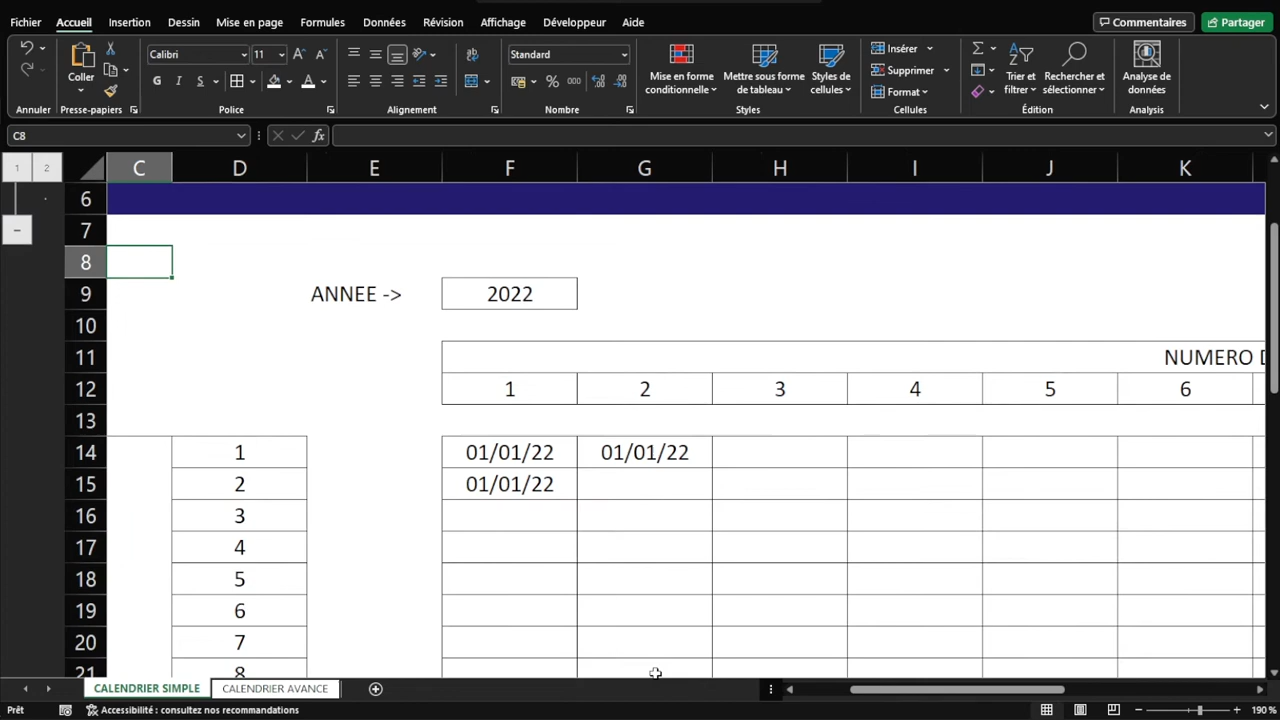 Fichier Accueil Insertion Dessin Mise en page Formules Données Révision Affichage Développeur Aide Commentaires Partager
Coller Calibri 11 Standard Mise en forme conditionnelle Mettre sous forme de tableau Styles de cellules Insérer Supprimer Format Trier et filtrer Rechercher et sélectionner Analyse de données
G I S % 000
Annuler Presse-papiers Police Alignement Nombre Styles Cellules Édition Analysis
C8 fx
1 2 C D E F G H I J K
6
7
8
9 ANNEE -> 2022
10
11 NUMERO D
12 1 2 3 4 5 6
13
14 1 01/01/22 01/01/22
15 2 01/01/22
16 3
17 4
18 5
19 6
20 7
21 8
CALENDRIER SIMPLE CALENDRIER AVANCE
Prêt Accessibilité : consultez nos recommandations 190 %